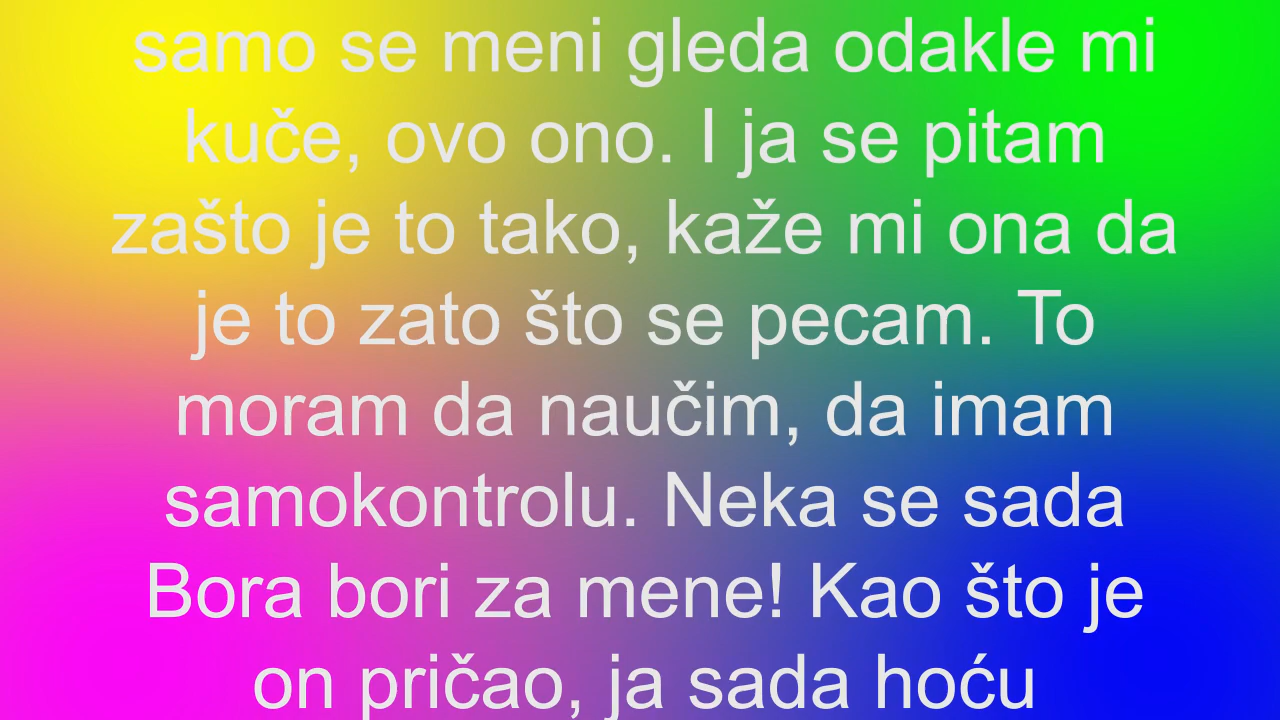 samo se meni gleda odakle mi
kuče, ovo ono. I ja se pitam
zašto je to tako, kaže mi ona da
je to zato što se pecam. To
moram da naučim, da imam
samokontrolu. Neka se sada
Bora bori za mene! Kao što je
on pričao, ja sada hoću